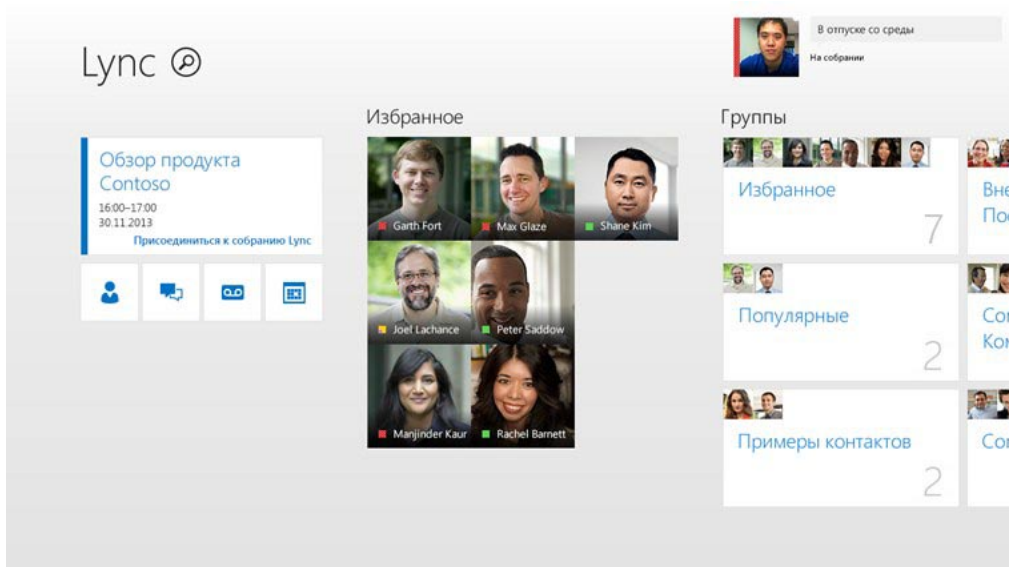 Lync
В отпуске со среды
На собрании
Обзор продукта
Contoso
16:00–17:00
30.11.2013
Присоединиться к собранию Lync
Избранное
Garth Fort
Max Glaze
Shane Kim
Joel Lachance
Peter Saddow
Manjinder Kaur
Rachel Barnett
Группы
Избранное
7
Популярные
2
Примеры контактов
2